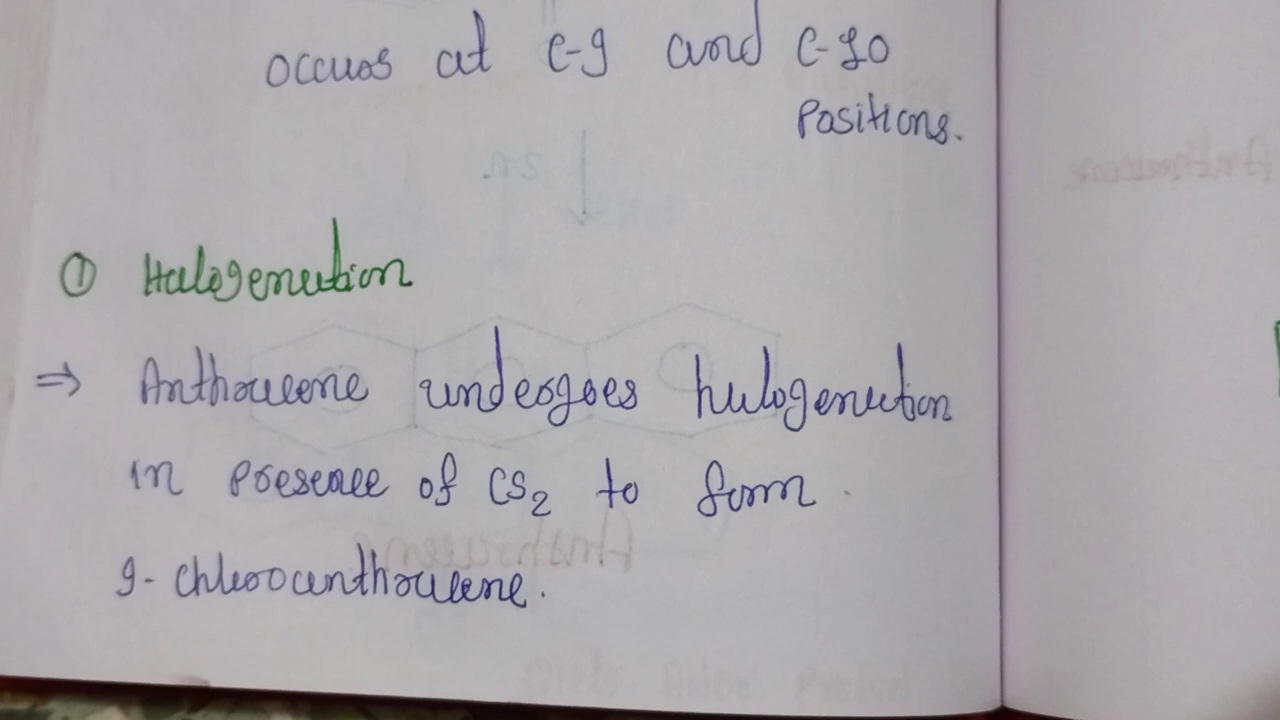 occurs at C-9 and C-10
Positions.
① Halogenation
⇒ Anthracene undergoes halogenation
in presence of CS₂ to form
9-chloroanthracene.